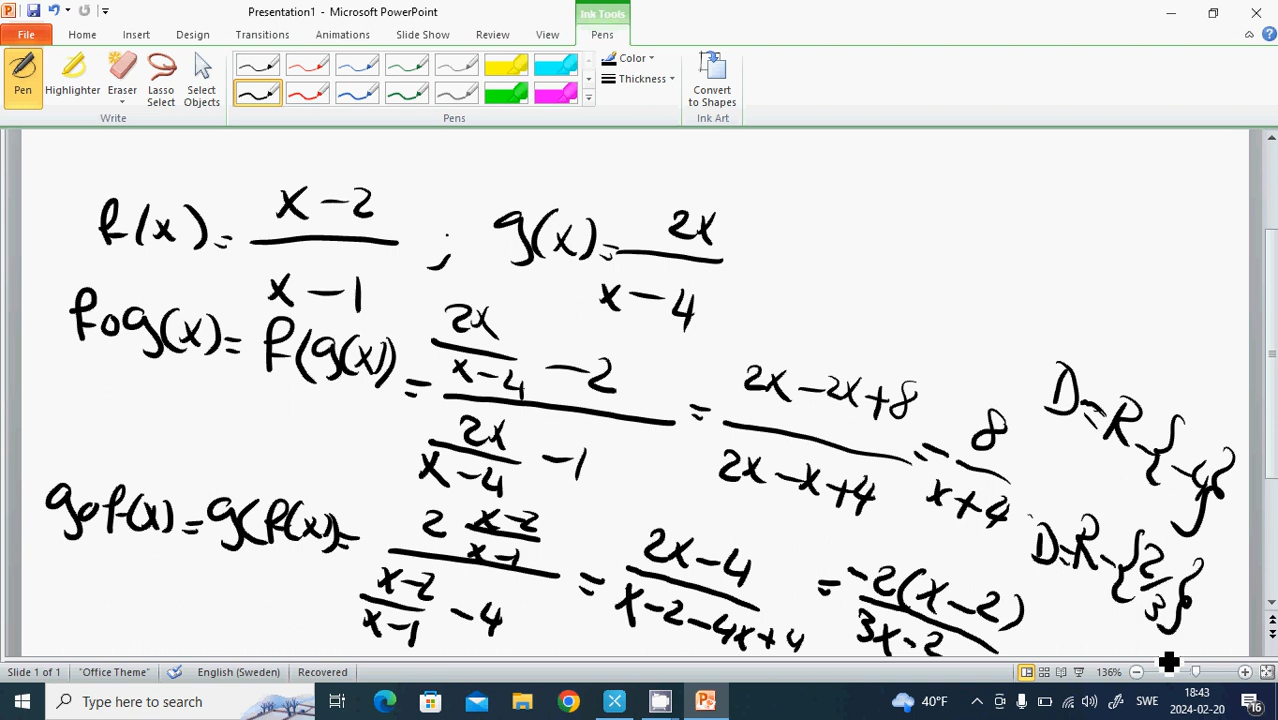 Presentation1 - Microsoft PowerPoint
Ink Tools
File Home Insert Design Transitions Animations Slide Show Review View Pens
Pen Highlighter Eraser Lasso Select Select Objects
Color
Thickness
Convert to Shapes
Write Pens Ink Art
f(x) = (x-2)/(x-1) ; g(x) = 2x/(x-4)
fog(x) = f(g(x)) = (2x/(x-4) - 2)/(2x/(x-4) - 1) = (2x-2x+8)/(2x-x+4) = 8/(x+4) D=R-{-4}
gof(x) = g(f(x) = (2 (x-2)/(x-1))/((x-2)/(x-1) - 4) = (2x-4)/(x-2-4x+4) = -2(x-2)/(3x-2) D=R-{2/3}
Slide 1 of 1 "Office Theme" English (Sweden) Recovered 136%
Type here to search
40°F
SWE
18:43
2024-02-20
16